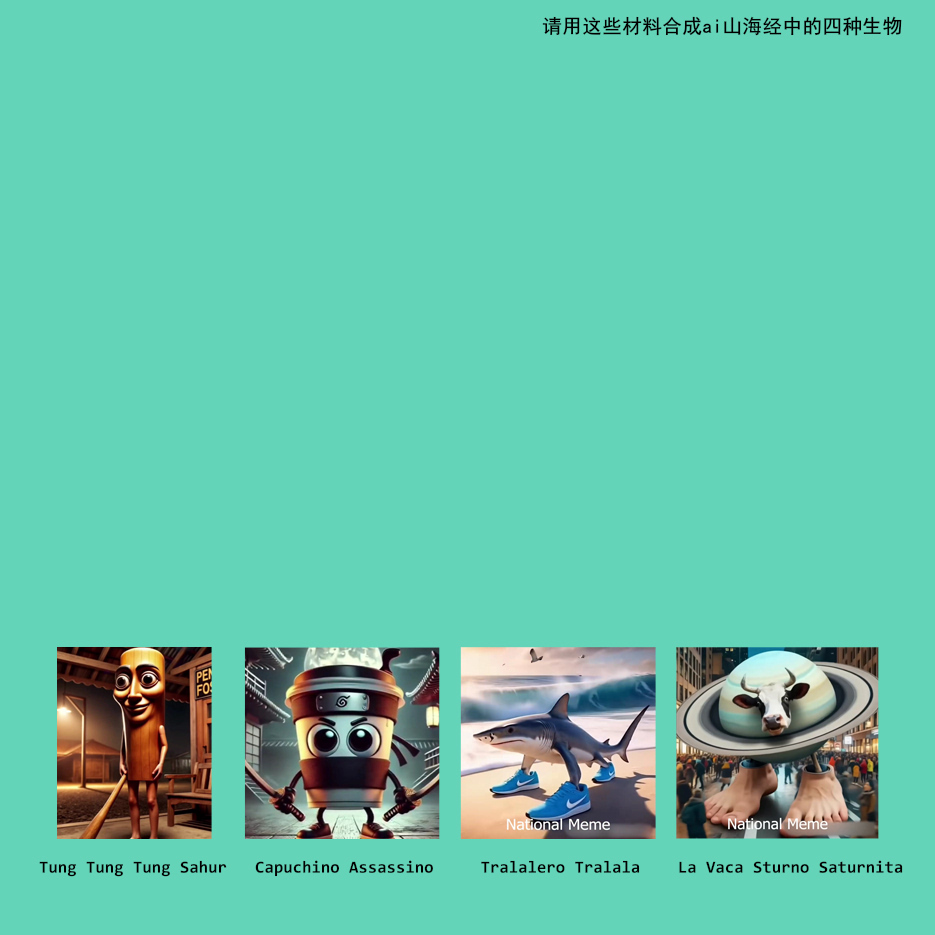 请用这些材料合成ai山海经中的四种生物
PEN
FOS
National Meme
National Meme
Tung Tung Tung Sahur
Capuchino Assassino
Tralalero Tralala
La Vaca Sturno Saturnita